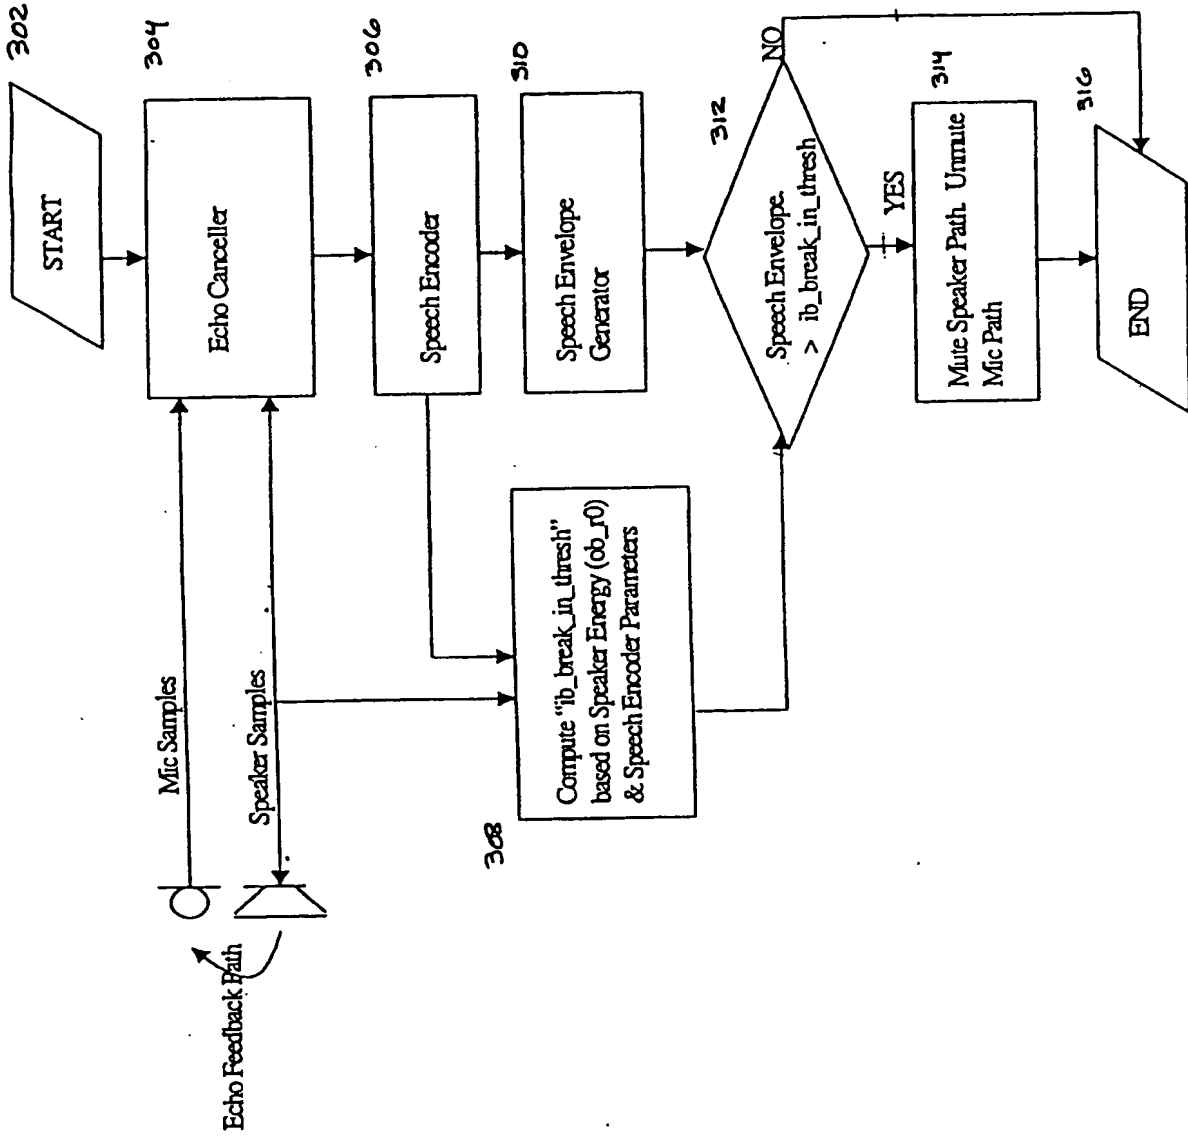 302
START
304
Echo Canceller
Mic Samples
Speaker Samples
Echo Feedback Path
306
Speech Encoder
310
Speech Envelope
Generator
308
Compute "ib_break_in_thresh"
based on Speaker Energy (ob_r0)
& Speech Encoder Parameters
312
Speech Envelope.
> ib_break_in_thresh
NO
YES
314
Mute Speaker Path. Unmute
Mic Path
316
END